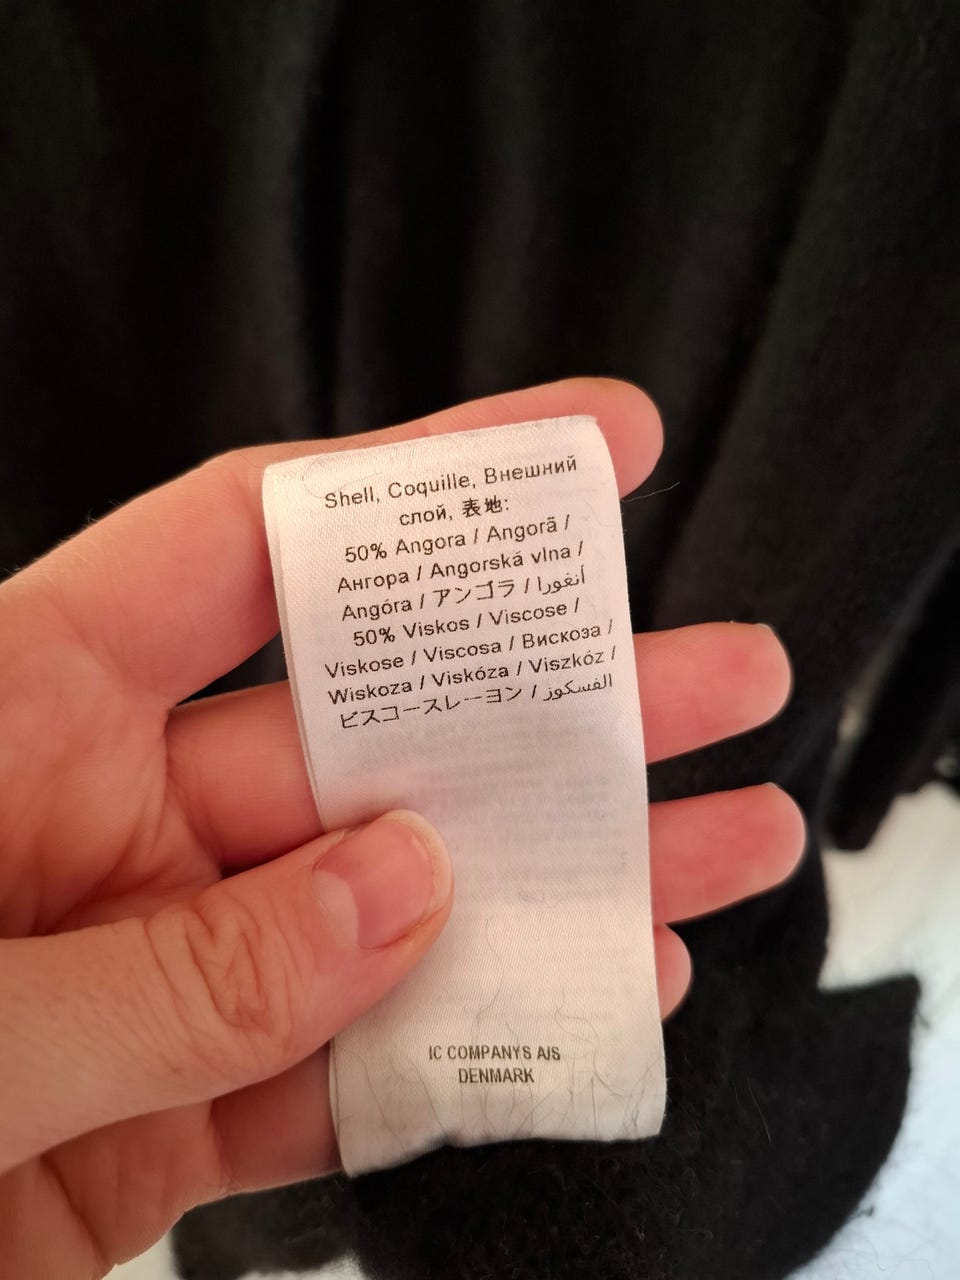 Shell, Coquille, Внешний
слой, 表地:
50% Angora / Angorã /
Ангора / Angorská vlna /
Angóra / アンゴラ / أنغورا
50% Viskos / Viscose /
Viskose / Viscosa / Вискоза /
Wiskoza / Viskóza / Viszkóz /
ビスコースレーヨン / الفسكوز
IC COMPANYS A/S
DENMARK